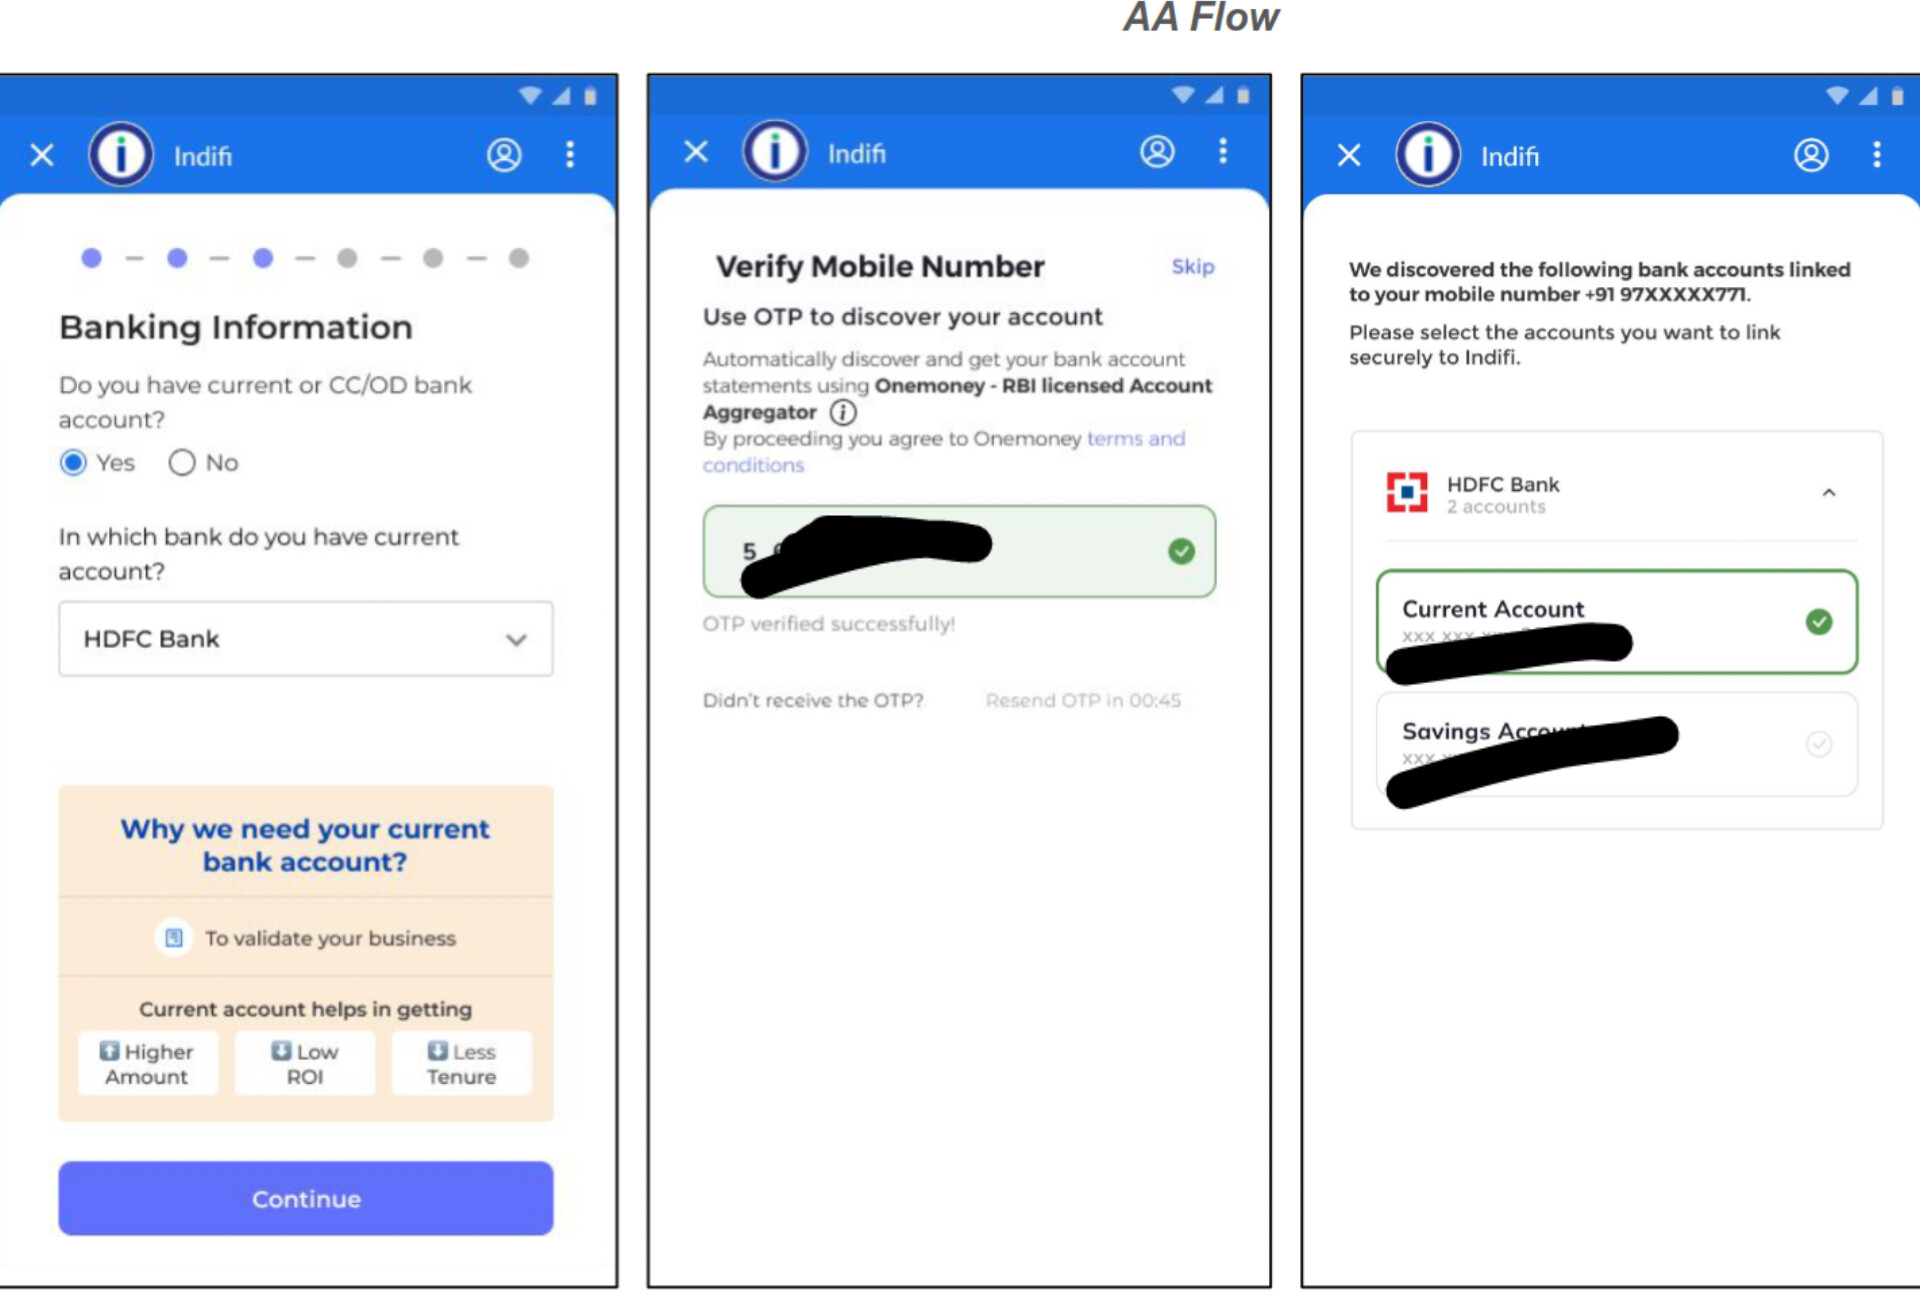 AA Flow
Indifi
Banking Information
Do you have current or CC/OD bank
account?
Yes No
In which bank do you have current
account?
HDFC Bank
Why we need your current
bank account?
To validate your business
Current account helps in getting
Higher
Amount
Low
ROI
Less
Tenure
Continue
Indifi
Verify Mobile Number Skip
Use OTP to discover your account
Automatically discover and get your bank account
statements using Onemoney - RBI licensed Account
Aggregator
By proceeding you agree to Onemoney terms and
conditions
5
OTP verified successfully!
Didn't receive the OTP? Resend OTP in 00:45
Indifi
We discovered the following bank accounts linked
to your mobile number +91 97XXXXX771.
Please select the accounts you want to link
securely to Indifi.
HDFC Bank
2 accounts
Current Account
xxx xxx
Savings
xxx